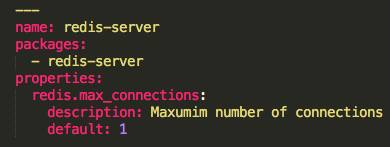 ---
name: redis-server
packages:
  - redis-server
properties:
  redis.max_connections:
    description: Maxumim number of connections
    default: 1